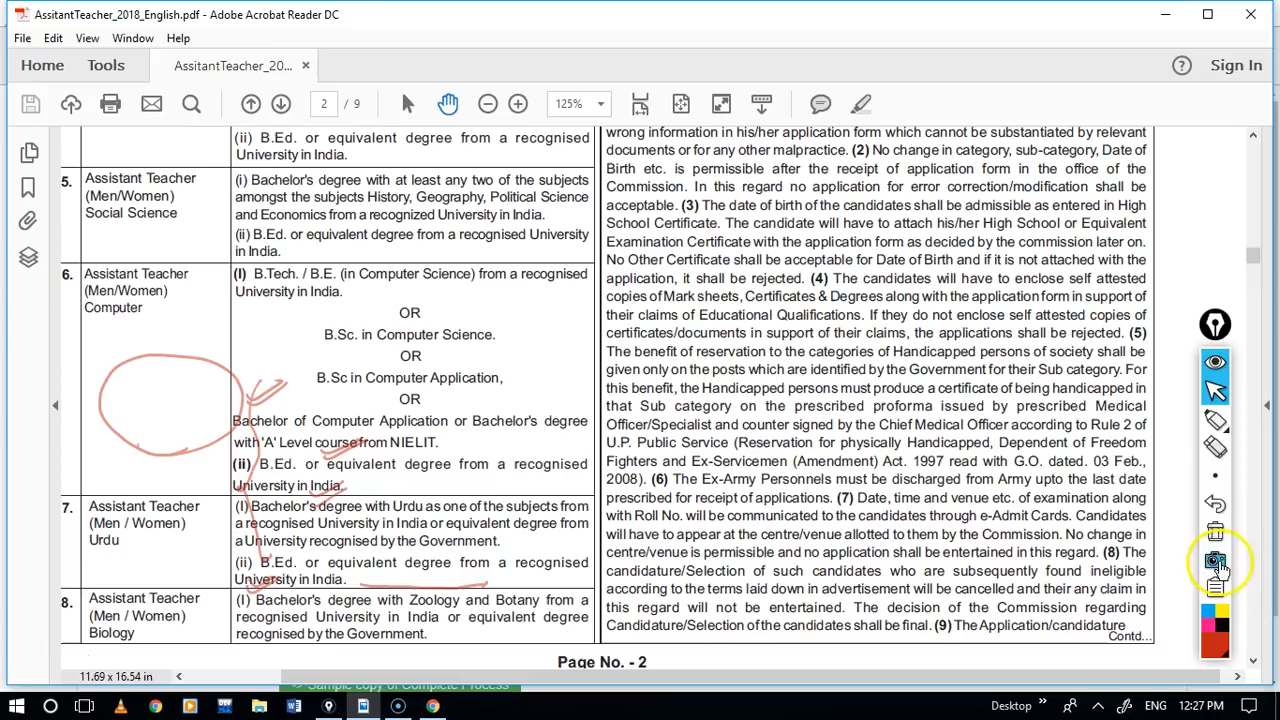 AssitantTeacher_2018_English.pdf - Adobe Acrobat Reader DC
File Edit View Window Help
Home Tools AssitantTeacher_20... × Sign In
2 / 9 125%
(ii) B.Ed. or equivalent degree from a recognised
University in India.
5. Assistant Teacher
(Men/Women)
Social Science
(i) Bachelor's degree with at least any two of the subjects
amongst the subjects History, Geography, Political Science
and Economics from a recognized University in India.
(ii) B.Ed. or equivalent degree from a recognised University
in India.
6. Assistant Teacher
(Men/Women)
Computer
(I) B.Tech. / B.E. (in Computer Science) from a recognised
University in India.
OR
B.Sc. in Computer Science.
OR
B.Sc in Computer Application,
OR
Bachelor of Computer Application or Bachelor's degree
with 'A' Level course from NIELIT.
(ii) B.Ed. or equivalent degree from a recognised
University in India.
7. Assistant Teacher
(Men / Women)
Urdu
(I) Bachelor's degree with Urdu as one of the subjects from
a recognised University in India or equivalent degree from
a University recognised by the Government.
(ii) B.Ed. or equivalent degree from a recognised
University in India.
8. Assistant Teacher
(Men / Women)
Biology
(I) Bachelor's degree with Zoology and Botany from a
recognised University in India or equivalent degree
recognised by the Government.
wrong information in his/her application form which cannot be substantiated by relevant
documents or for any other malpractice. (2) No change in category, sub-category, Date of
Birth etc. is permissible after the receipt of application form in the office of the
Commission. In this regard no application for error correction/modification shall be
acceptable. (3) The date of birth of the candidates shall be admissible as entered in High
School Certificate. The candidate will have to attach his/her High School or Equivalent
Examination Certificate with the application form as decided by the commission later on.
No Other Certificate shall be acceptable for Date of Birth and if it is not attached with the
application, it shall be rejected. (4) The candidates will have to enclose self attested
copies of Mark sheets, Certificates & Degrees along with the application form in support of
their claims of Educational Qualifications. If they do not enclose self attested copies of
certificates/documents in support of their claims, the applications shall be rejected. (5)
The benefit of reservation to the categories of Handicapped persons of society shall be
given only on the posts which are identified by the Government for their Sub category. For
this benefit, the Handicapped persons must produce a certificate of being handicapped in
that Sub category on the prescribed proforma issued by prescribed Medical
Officer/Specialist and counter signed by the Chief Medical Officer according to Rule 2 of
U.P. Public Service (Reservation for physically Handicapped, Dependent of Freedom
Fighters and Ex-Servicemen (Amendment) Act. 1997 read with G.O. dated. 03 Feb.,
2008). (6) The Ex-Army Personnels must be discharged from Army upto the last date
prescribed for receipt of applications. (7) Date, time and venue etc. of examination along
with Roll No. will be communicated to the candidates through e-Admit Cards. Candidates
will have to appear at the centre/venue allotted to them by the Commission. No change in
centre/venue is permissible and no application shall be entertained in this regard. (8) The
candidature/Selection of such candidates who are subsequently found ineligible
according to the terms laid down in advertisement will be cancelled and their any claim in
this regard will not be entertained. The decision of the Commission regarding
Candidature/Selection of the candidates shall be final. (9) The Application/candidature
Contd...
Page No. - 2
11.69 x 16.54 in
Sample copy of Complete Process
Desktop ENG 12:27 PM